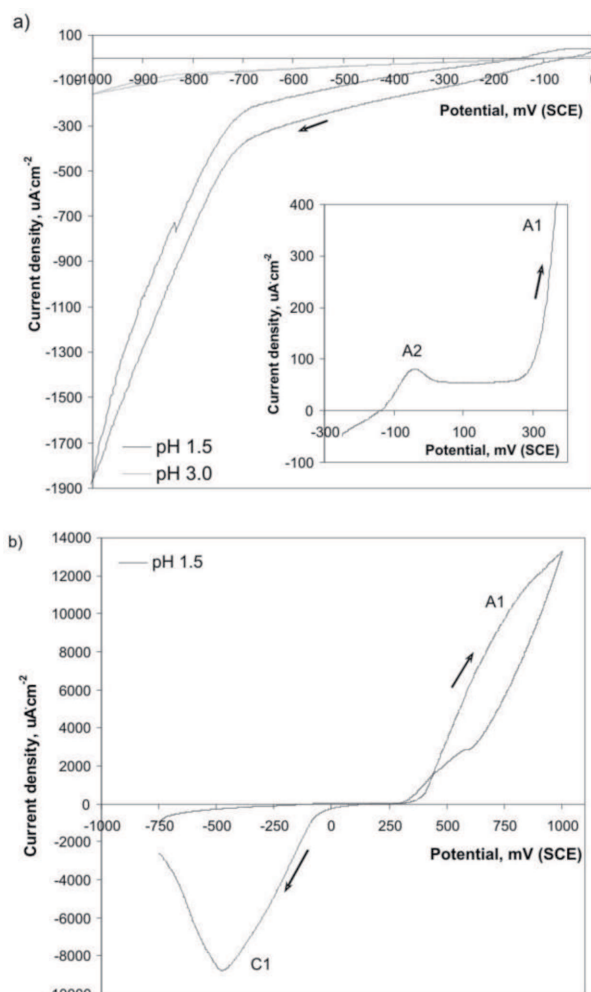 a)
100
-1000 -900 -800 -700 -600 -500 -400 -300 -200 -100 0
-100
-300
-500
-700
-900
-1100
-1300
-1500
-1700
-1900
Current density, uA·cm-2
Potential, mV (SCE)
pH 1.5
pH 3.0
400
300
200
100
0
-100
-300 -100 100 300
Current density, uA·cm-2
Potential, mV (SCE)
A1
A2
b)
14000
12000
10000
8000
6000
4000
2000
0
-2000
-4000
-6000
-8000
-1000 -750 -500 -250 0 250 500 750 1000
Current density, uA·cm-2
Potential, mV (SCE)
pH 1.5
A1
C1